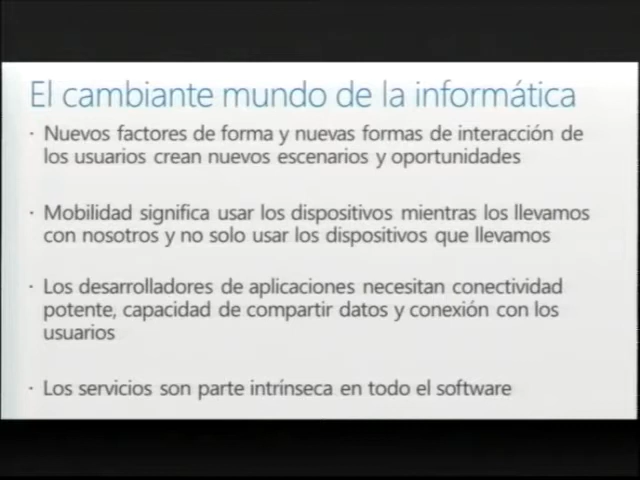 El cambiante mundo de la informática
· Nuevos factores de forma y nuevas formas de interacción de
los usuarios crean nuevos escenarios y oportunidades
· Mobilidad significa usar los dispositivos mientras los llevamos
con nosotros y no solo usar los dispositivos que llevamos
· Los desarrolladores de aplicaciones necesitan conectividad
potente, capacidad de compartir datos y conexión con los
usuarios
· Los servicios son parte intrínseca en todo el software